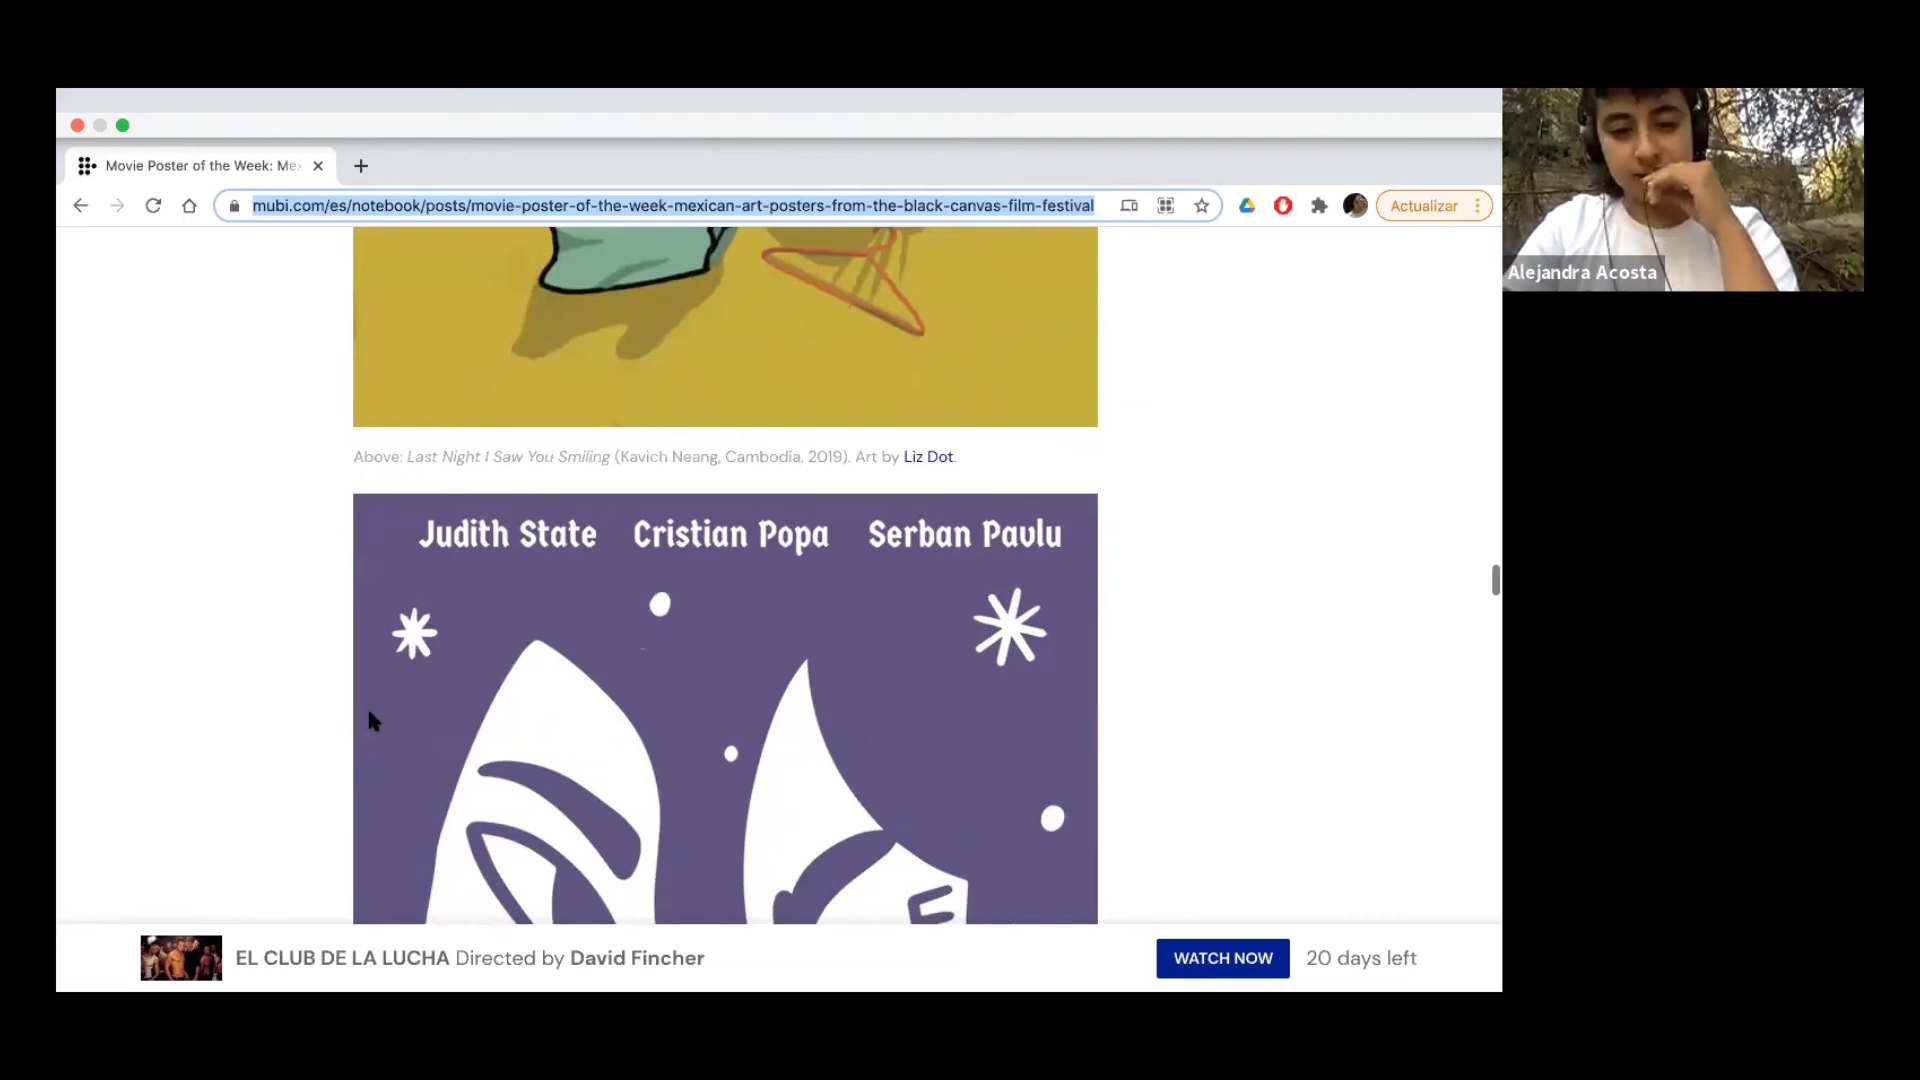 Movie Poster of the Week: Mex
mubi.com/es/notebook/posts/movie-poster-of-the-week-mexican-art-posters-from-the-black-canvas-film-festival
Actualizar
Alejandra Acosta
Above: Last Night I Saw You Smiling (Kavich Neang, Cambodia, 2019). Art by Liz Dot.
Judith State Cristian Popa Serban Pavlu
EL CLUB DE LA LUCHA Directed by David Fincher
WATCH NOW 20 days left